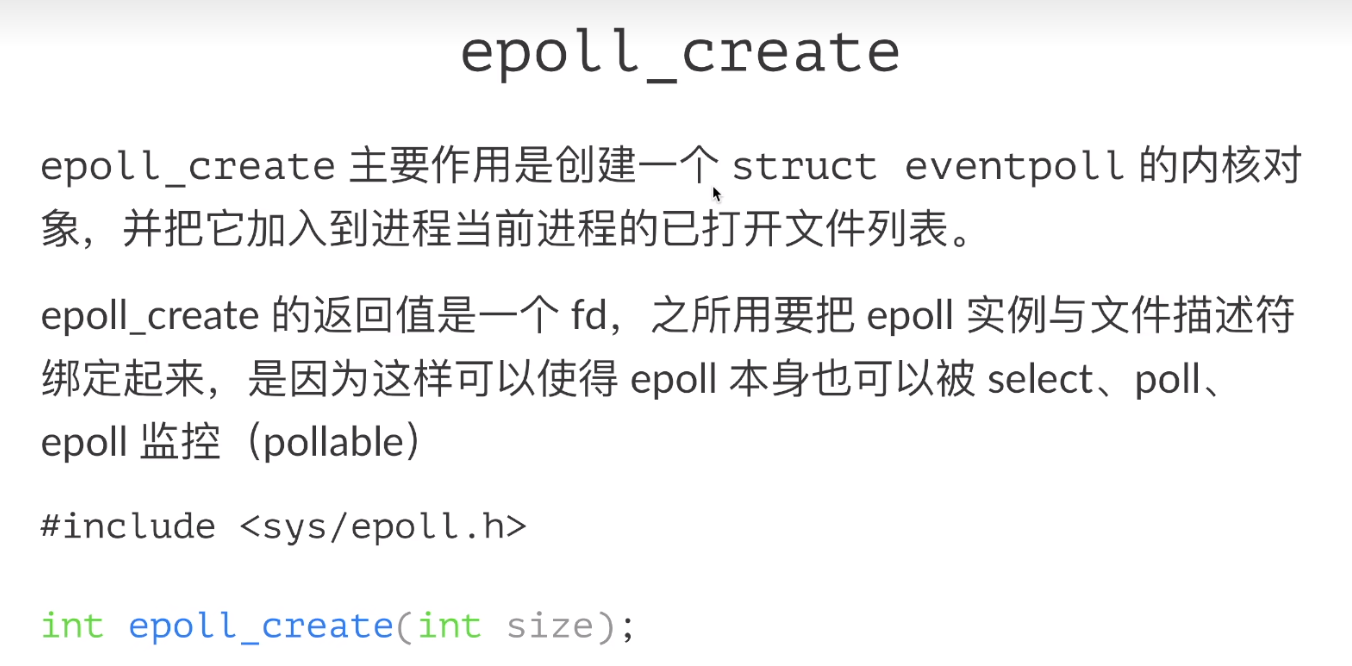 epoll_create
epoll_create 主要作用是创建一个 struct eventpoll 的内核对
象，并把它加入到进程当前进程的已打开文件列表。
epoll_create 的返回值是一个 fd，之所用要把 epoll 实例与文件描述符
绑定起来，是因为这样可以使得 epoll 本身也可以被 select、poll、
epoll 监控（pollable）
#include <sys/epoll.h>
int epoll_create(int size);